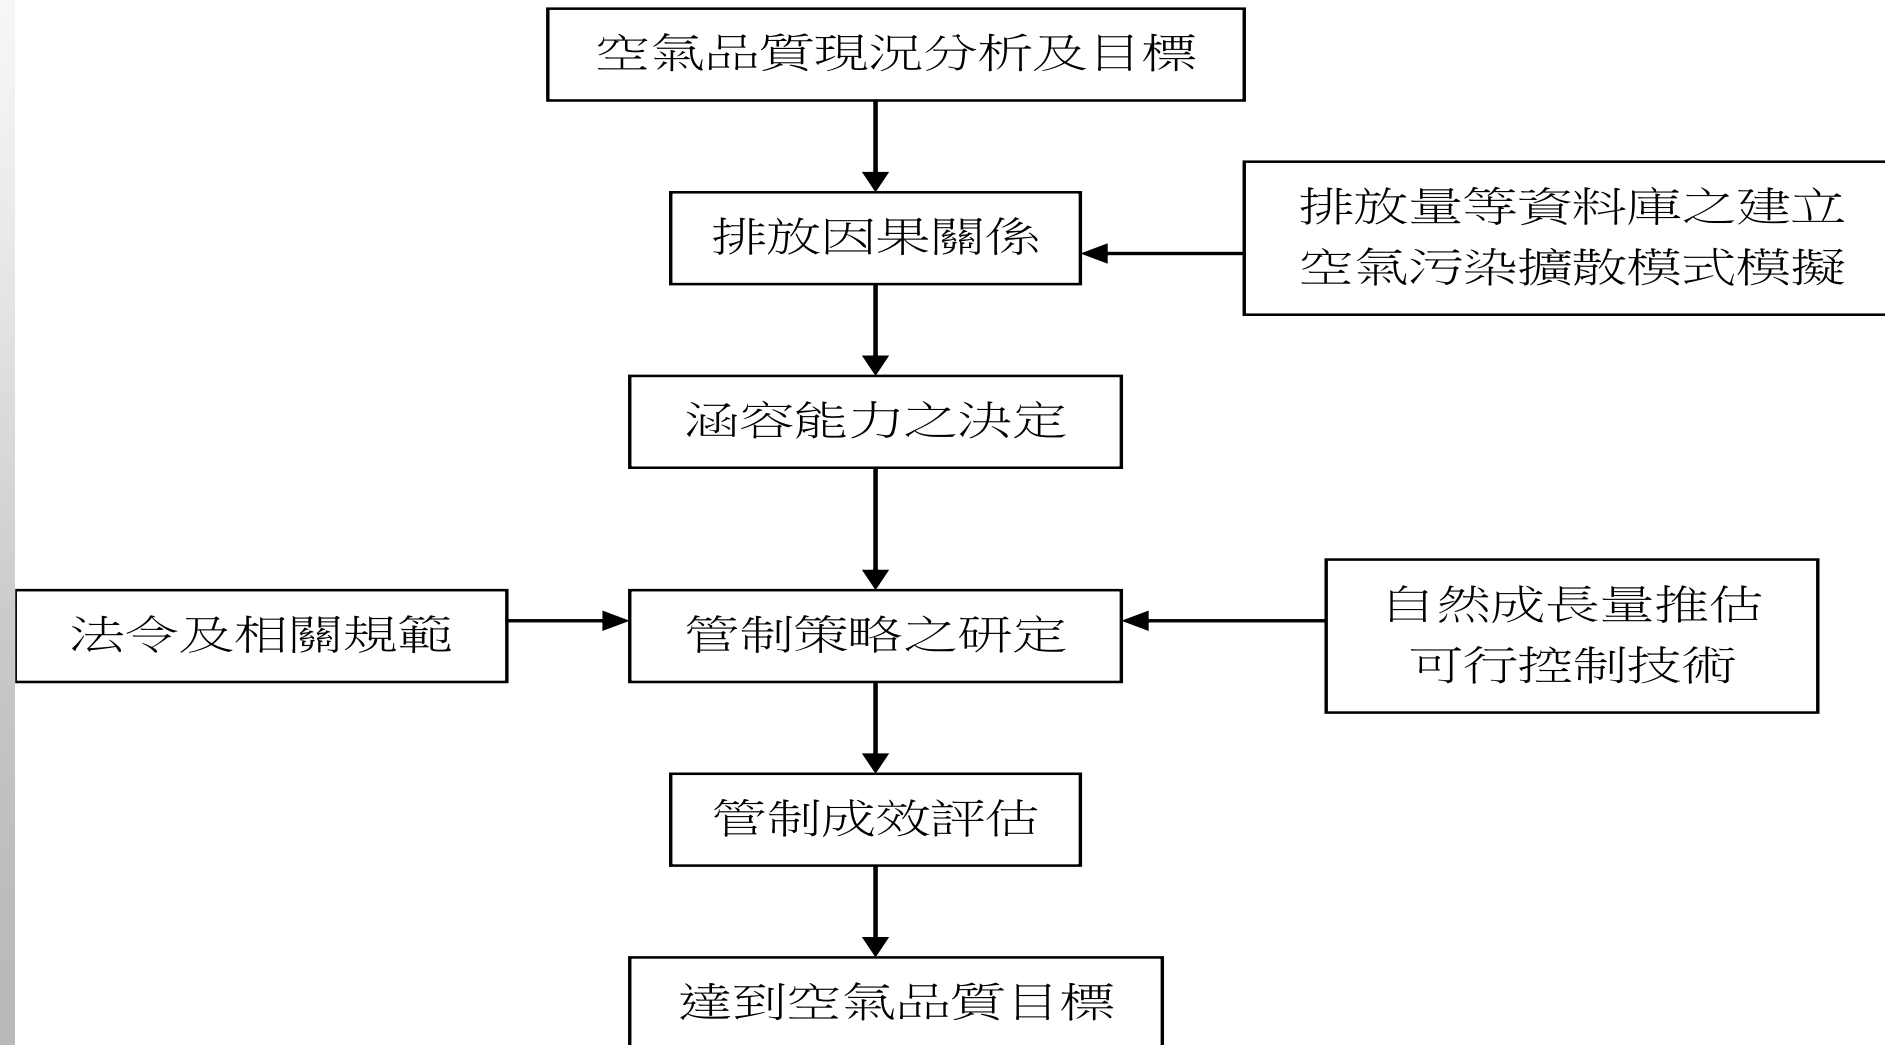 空氣品質現況分析及目標
排放因果關係
排放量等資料庫之建立
空氣污染擴散模式模擬
涵容能力之決定
法令及相關規範
管制策略之研定
自然成長量推估
可行控制技術
管制成效評估
達到空氣品質目標